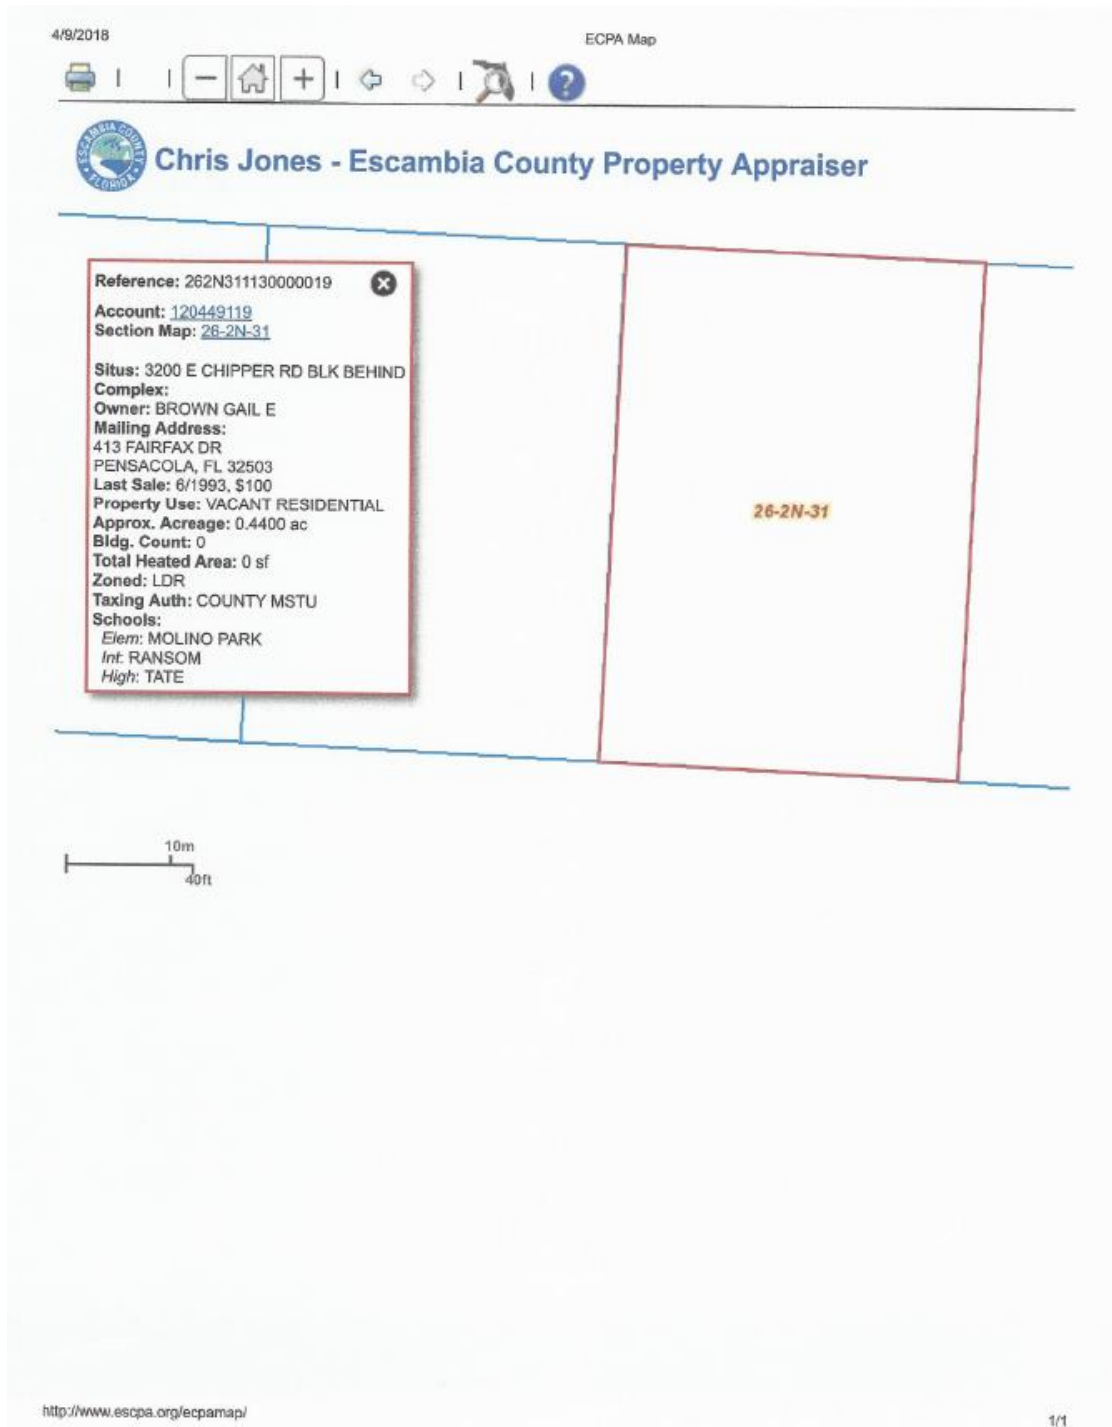 4/9/2018
ECPA Map
Chris Jones - Escambia County Property Appraiser
ESCAMBIA COUNTY
FLORIDA
Reference: 262N311130000019
Account: 120449119
Section Map: 26-2N-31
Situs: 3200 E CHIPPER RD BLK BEHIND
Complex:
Owner: BROWN GAIL E
Mailing Address:
413 FAIRFAX DR
PENSACOLA, FL 32503
Last Sale: 6/1993, $100
Property Use: VACANT RESIDENTIAL
Approx. Acreage: 0.4400 ac
Bldg. Count: 0
Total Heated Area: 0 sf
Zoned: LDR
Taxing Auth: COUNTY MSTU
Schools:
Elem: MOLINO PARK
Int: RANSOM
High: TATE
26-2N-31
10m
40ft
http://www.escpa.org/ecpamap/
1/1